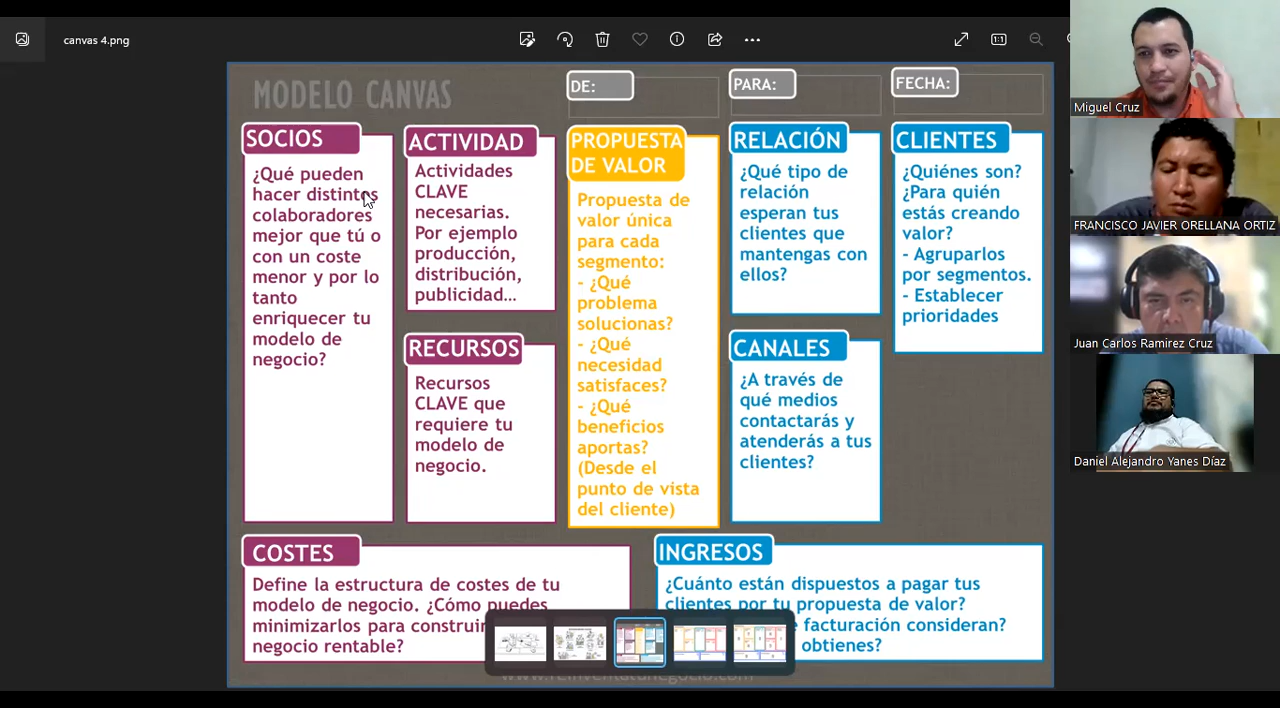 canvas 4.png
1:1
MODELO CANVAS
DE:
PARA:
FECHA:
SOCIOS
¿Qué pueden
hacer distintos
colaboradores
mejor que tú o
con un coste
menor y por lo
tanto
enriquecer tu
modelo de
negocio?
ACTIVIDAD
Actividades
CLAVE
necesarias.
Por ejemplo
producción,
distribución,
publicidad...
RECURSOS
Recursos
CLAVE que
requiere tu
modelo de
negocio.
PROPUESTA
DE VALOR
Propuesta de
valor única
para cada
segmento:
- ¿Qué
problema
solucionas?
- ¿Qué
necesidad
satisfaces?
- ¿Qué
beneficios
aportas?
(Desde el
punto de vista
del cliente)
RELACIÓN
¿Qué tipo de
relación
esperan tus
clientes que
mantengas con
ellos?
CANALES
¿A través de
qué medios
contactarás y
atenderás a tus
clientes?
CLIENTES
¿Quiénes son?
¿Para quién
estás creando
valor?
- Agruparlos
por segmentos.
- Establecer
prioridades
COSTES
Define la estructura de costes de tu
modelo de negocio. ¿Cómo puedes
minimizarlos para construir
negocio rentable?
INGRESOS
¿Cuánto están dispuestos a pagar tus
clientes por tu propuesta de valor?
facturación consideran?
obtienes?
www.reinventatunegocio.com
Miguel Cruz
FRANCISCO JAVIER ORELLANA ORTIZ
Juan Carlos Ramirez Cruz
Daniel Alejandro Yanes Díaz